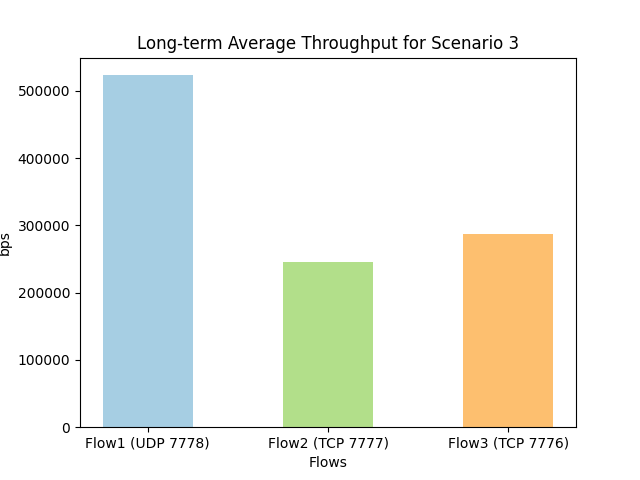 Long-term Average Throughput for Scenario 3
500000
400000
300000
200000
100000
0
bps
Flow1 (UDP 7778) Flow2 (TCP 7777) Flow3 (TCP 7776)
Flows